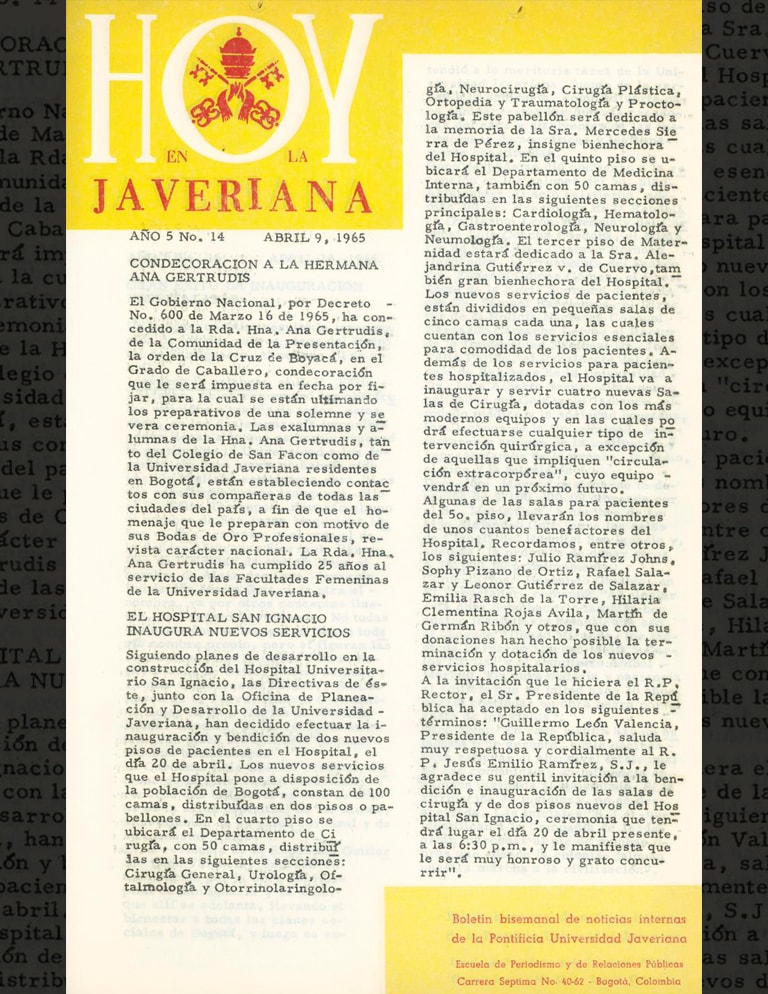 HOY
EN LA
JAVERIANA
AÑO 5 No. 14 ABRIL 9, 1965
CONDECORACIÓN A LA HERMANA
ANA GERTRUDIS
El Gobierno Nacional, por Decreto -
No. 600 de Marzo 16 de 1965, ha con-
cedido a la Rda. Hna. Ana Gertrudis,
de la Comunidad de la Presentación,
la orden de la Cruz de Boyacá, en el
Grado de Caballero, condecoración
que le será impuesta en fecha por fi-
jar, para la cual se están ultimando
los preparativos de una solemne y se
vera ceremonia. Las exalumnas y a-
lumnas de la Hna. Ana Gertrudis, tan
to del Colegio de San Facon como de
la Universidad Javeriana residentes
en Bogotá, están estableciendo contac
tos con sus compañeras de todas las
ciudades del país, a fin de que el ho-
menaje que le preparan con motivo de
sus Bodas de Oro Profesionales, re-
vista carácter nacional. La Rda. Hna.
Ana Gertrudis ha cumplido 25 años al
servicio de las Facultades Femeninas
de la Universidad Javeriana.
EL HOSPITAL SAN IGNACIO
INAUGURA NUEVOS SERVICIOS
Siguiendo planes de desarrollo en la
construcción del Hospital Universita-
rio San Ignacio, las Directivas de és-
te, junto con la Oficina de Planea-
ción y Desarrollo de la Universidad -
Javeriana, han decidido efectuar la i-
nauguración y bendición de dos nuevos
pisos de pacientes en el Hospital, el
día 20 de abril. Los nuevos servicios
que el Hospital pone a disposición de
la población de Bogotá, constan de 100
camas, distribuídas en dos pisos o pa-
bellones. En el cuarto piso se
ubicará el Departamento de Ci
rugía, con 50 camas, distribuí
das en las siguientes secciones:
Cirugía General, Urología, Of-
talmología y Otorrinolaringolo-
gía, Neurocirugía, Cirugía Plástica,
Ortopedia y Traumatología y Procto-
logía. Este pabellón será dedicado a
la memoria de la Sra. Mercedes Sie
rra de Pérez, insigne bienhechora
del Hospital. En el quinto piso se u-
bicará el Departamento de Medicina
Interna, también con 50 camas, dis-
tribuídas en las siguientes secciones
principales: Cardiología, Hematolo-
gía, Gastroenterología, Neurología y
Neumología. El tercer piso de Mater-
nidad estará dedicado a la Sra. Ale-
jandrina Gutiérrez v. de Cuervo, tam
bién gran bienhechora del Hospital.
Los nuevos servicios de pacientes,
están divididos en pequeñas salas de
cinco camas cada una, las cuales
cuentan con los servicios esenciales
para comodidad de los pacientes. A-
demás de los servicios para pacien-
tes hospitalizados, el Hospital va a
inaugurar y servir cuatro nuevas Sa-
las de Cirugía, dotadas con los más
modernos equipos y en las cuales po
drá efectuarse cualquier tipo de in-
tervención quirúrgica, a excepción
de aquellas que impliquen "circula-
ción extracorpórea", cuyo equipo -
vendrá en un próximo futuro.
Algunas de las salas para pacientes
del 5o. piso, llevarán los nombres
de unos cuantos benefactores del
Hospital. Recordamos, entre otros,
los siguientes: Julio Ramírez Johns,
Sophy Pizano de Ortiz, Rafael Sala-
zar y Leonor Gutiérrez de Salazar,
Emilia Rasch de la Torre, Hilaria
Clementina Rojas Avila, Martín de
Germán Ribón y otros, que con sus
donaciones han hecho posible la ter-
minación y dotación de los nuevos -
servicios hospitalarios.
A la invitación que le hiciera el R.P.
Rector, el Sr. Presidente de la Repú
blica ha aceptado en los siguientes -
términos: "Guillermo León Valencia,
Presidente de la República, saluda
muy respetuosa y cordialmente al R.
P. Jesús Emilio Ramírez, S.J., le
agradece su gentil invitación a la ben-
dición e inauguración de las salas de
cirugía y de dos pisos nuevos del Hos
pital San Ignacio, ceremonia que ten-
drá lugar el día 20 de abril presente,
a las 6:30 p.m., y le manifiesta que
le será muy honroso y grato concu-
rrir".
Boletin bisemanal de noticias internas
de la Pontificia Universidad Javeriana
Escuela de Periodismo y de Relaciones Públicas
Carrera Septima No. 40-62 - Bogotá, Colombia